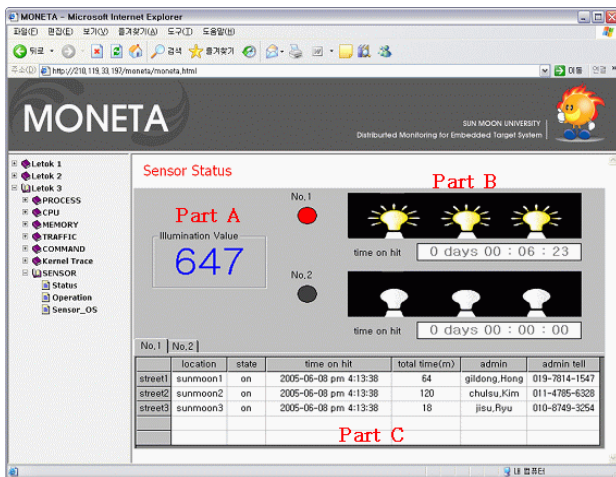 MONETA - Microsoft Internet Explorer
파일(F) 편집(E) 보기(V) 즐겨찾기(A) 도구(T) 도움말(H)
뒤로 검색 즐겨찾기
주소(D) http://210,119,33,197/moneta/moneta,html 이동 연결 »
MONETA
SUN MOON UNIVERSITY
Distriburted Monitoring for Embedded Target System
Letok 1
Letok 2
Letok 3
PROCESS
CPU
MEMORY
TRAFFIC
COMMAND
Kernel Trace
SENSOR
Status
Operation
Sensor_OS
Sensor Status
Part A
Illumination Value
647
Part B
No,1
time on hit 0 days 00 : 06 : 23
No,2
time on hit 0 days 00 : 00 : 00
No,1 No,2
location state time on hit total time(m) admin admin tell
street1 sunmoon1 on 2005-06-08 pm 4:13:38 64 gildong,Hong 019-7814-1547
street2 sunmoon2 on 2005-06-08 pm 4:13:38 120 chulsu,Kim 011-4785-6328
street3 sunmoon3 on 2005-06-08 pm 4:13:38 18 jisu,Ryu 010-8749-3254
Part C
내 컴퓨터